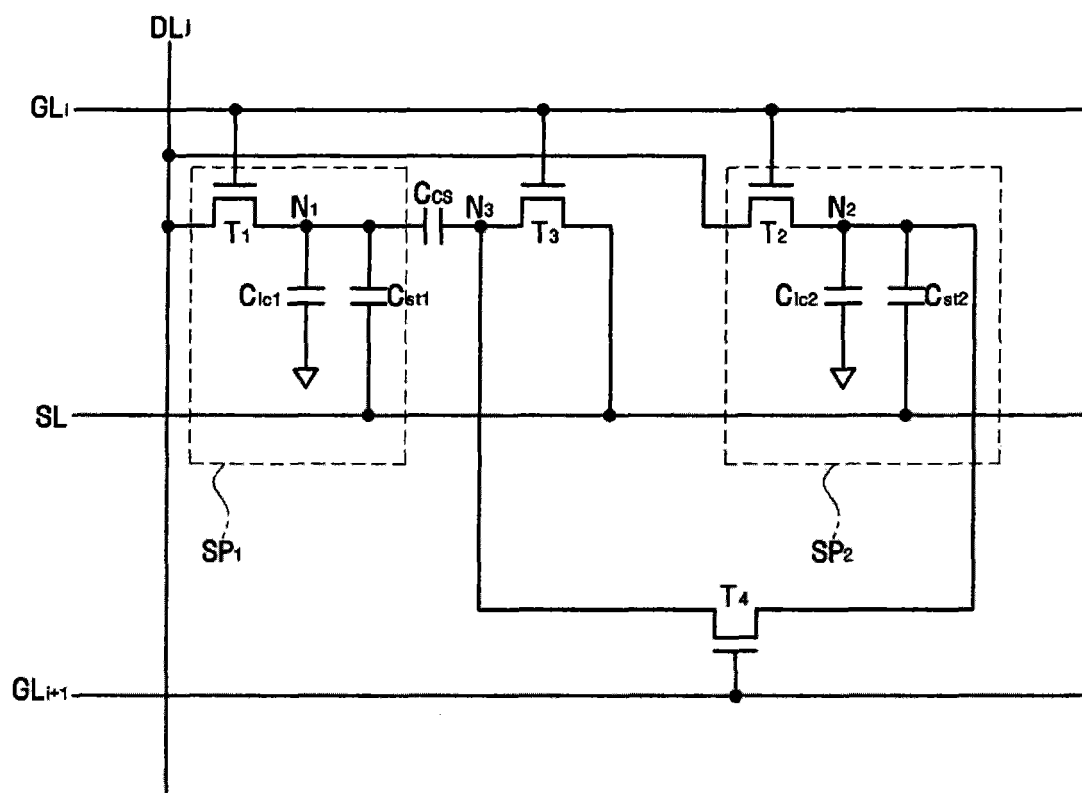 DLj
GLi
CCS
N1
N3
N2
T1
T3
T2
Clc1
Cst1
Clc2
Cst2
SL
SP1
SP2
T4
GLi+1